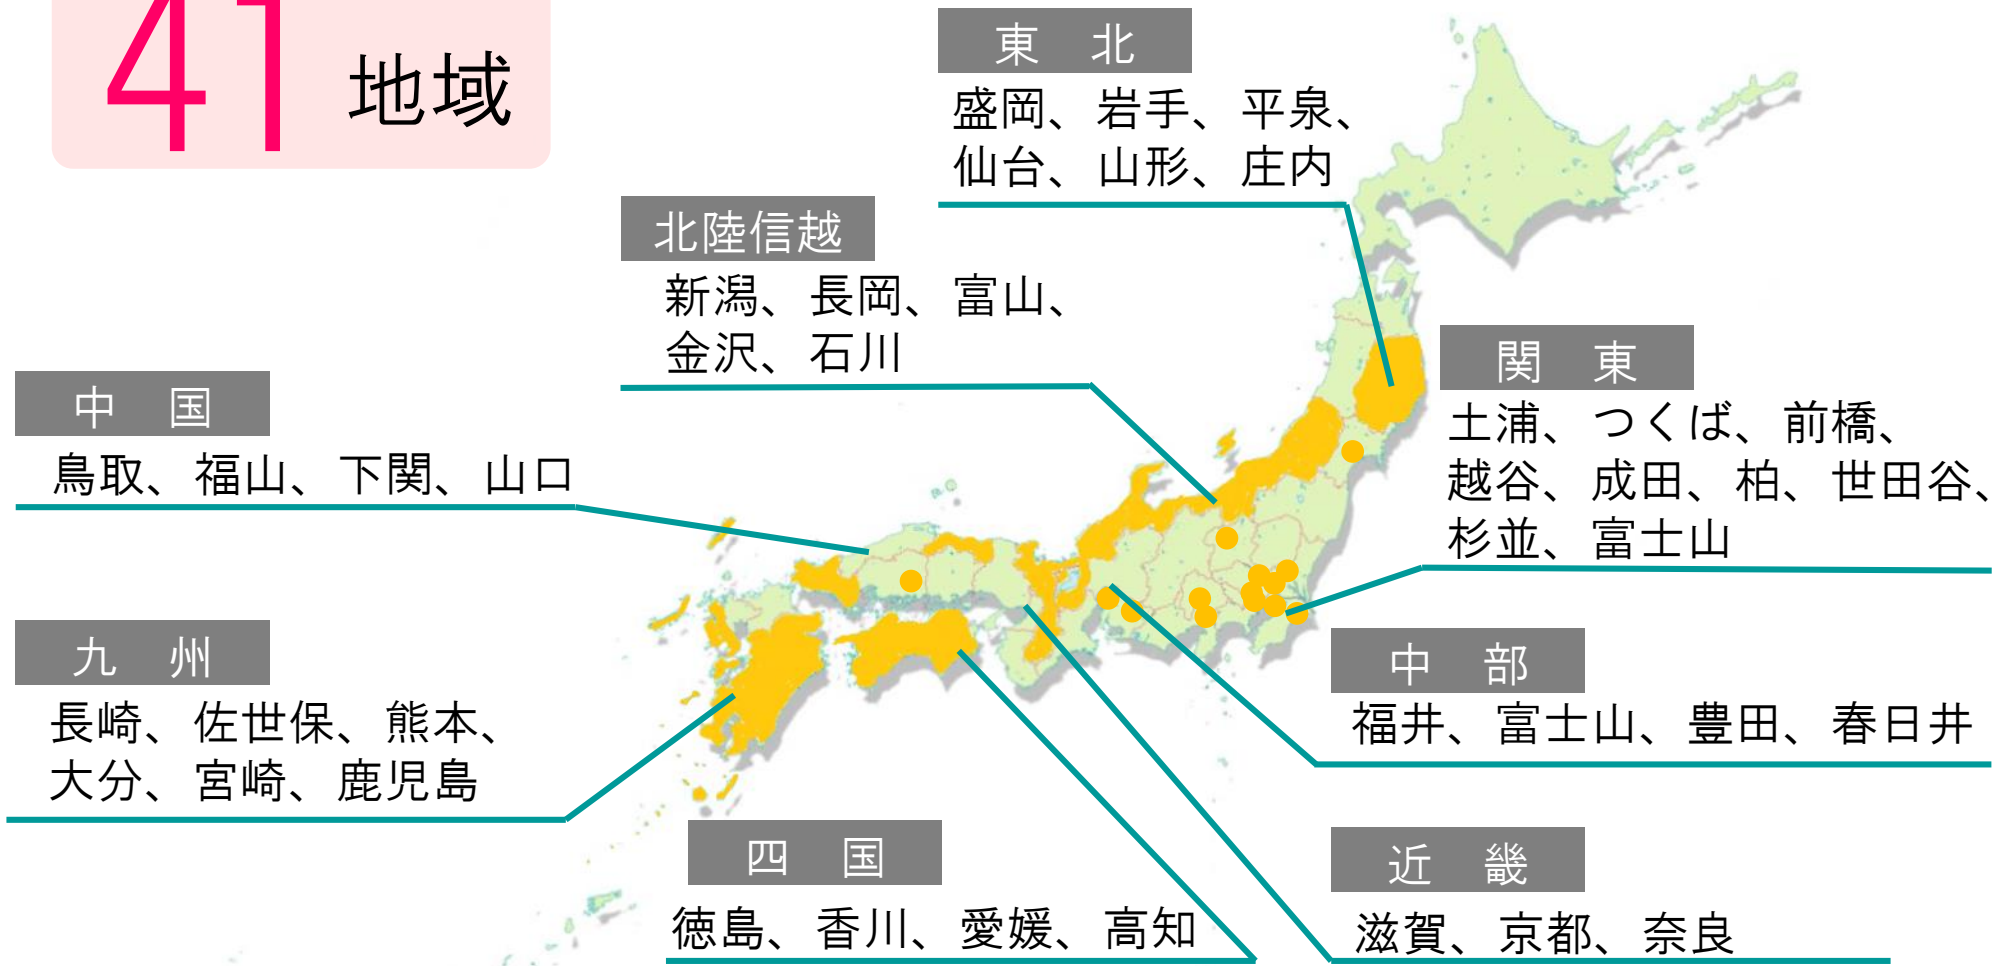 41 地域
東 北
盛岡、岩手、平泉、
仙台、山形、庄内
北陸信越
新潟、長岡、富山、
金沢、石川
関 東
土浦、つくば、前橋、
越谷、成田、柏、世田谷、
杉並、富士山
中 国
鳥取、福山、下関、山口
九 州
長崎、佐世保、熊本、
大分、宮崎、鹿児島
中 部
福井、富士山、豊田、春日井
四 国
徳島、香川、愛媛、高知
近 畿
滋賀、京都、奈良